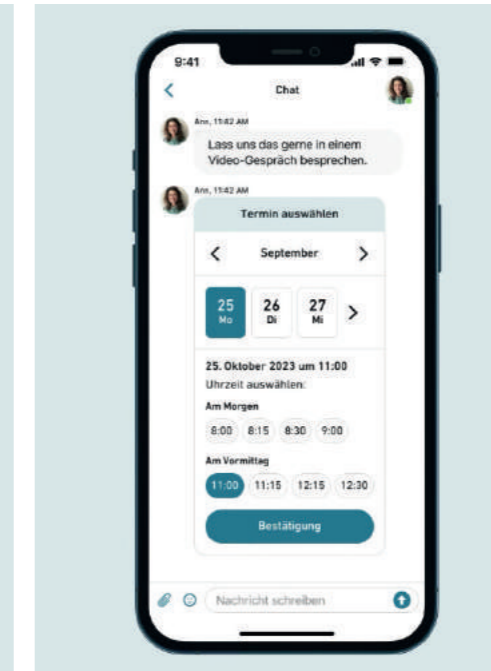 9:41
Chat
Ann, 11:42 AM
Lass uns das gerne in einem
Video-Gespräch besprechen.
Ann, 11:42 AM
Termin auswählen
September
25 26 27
Mo Di Mi
25. Oktober 2023 um 11:00
Uhrzeit auswählen:
Am Morgen
8:00 8:15 8:30 9:00
Am Vormittag
11:00 11:15 12:15 12:30
Bestätigung
Nachricht schreiben